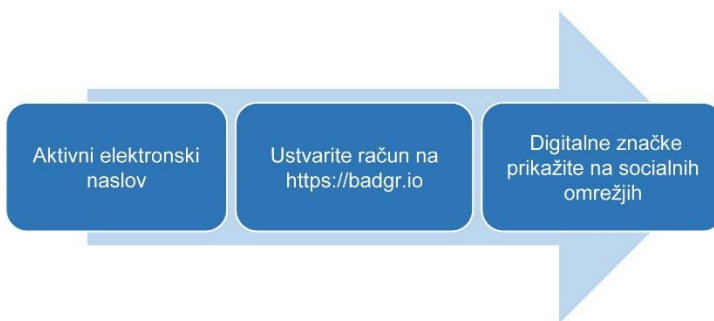 Aktivni elektronski
naslov
Ustvarite račun na
https://badgr.io
Digitalne značke
prikažite na socialnih
omrežjih